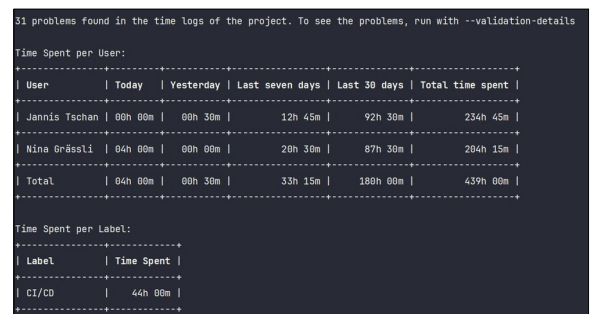 31 problems found in the time logs of the project. To see the problems, run with --validation-details
Time Spent per User:
+---------------+---------+-----------+-----------------+--------------+------------------+
| User | Today | Yesterday | Last seven days | Last 30 days | Total time spent |
| Jannis Tschan | 00h 00m | 00h 30m | 12h 45m | 92h 30m | 234h 45m |
| Nina Grässli | 04h 00m | 00h 00m | 20h 30m | 87h 30m | 204h 15m |
| Total | 04h 00m | 00h 30m | 33h 15m | 180h 00m | 439h 00m |
Time Spent per Label:
| Label | Time Spent |
| CI/CD | 44h 00m |